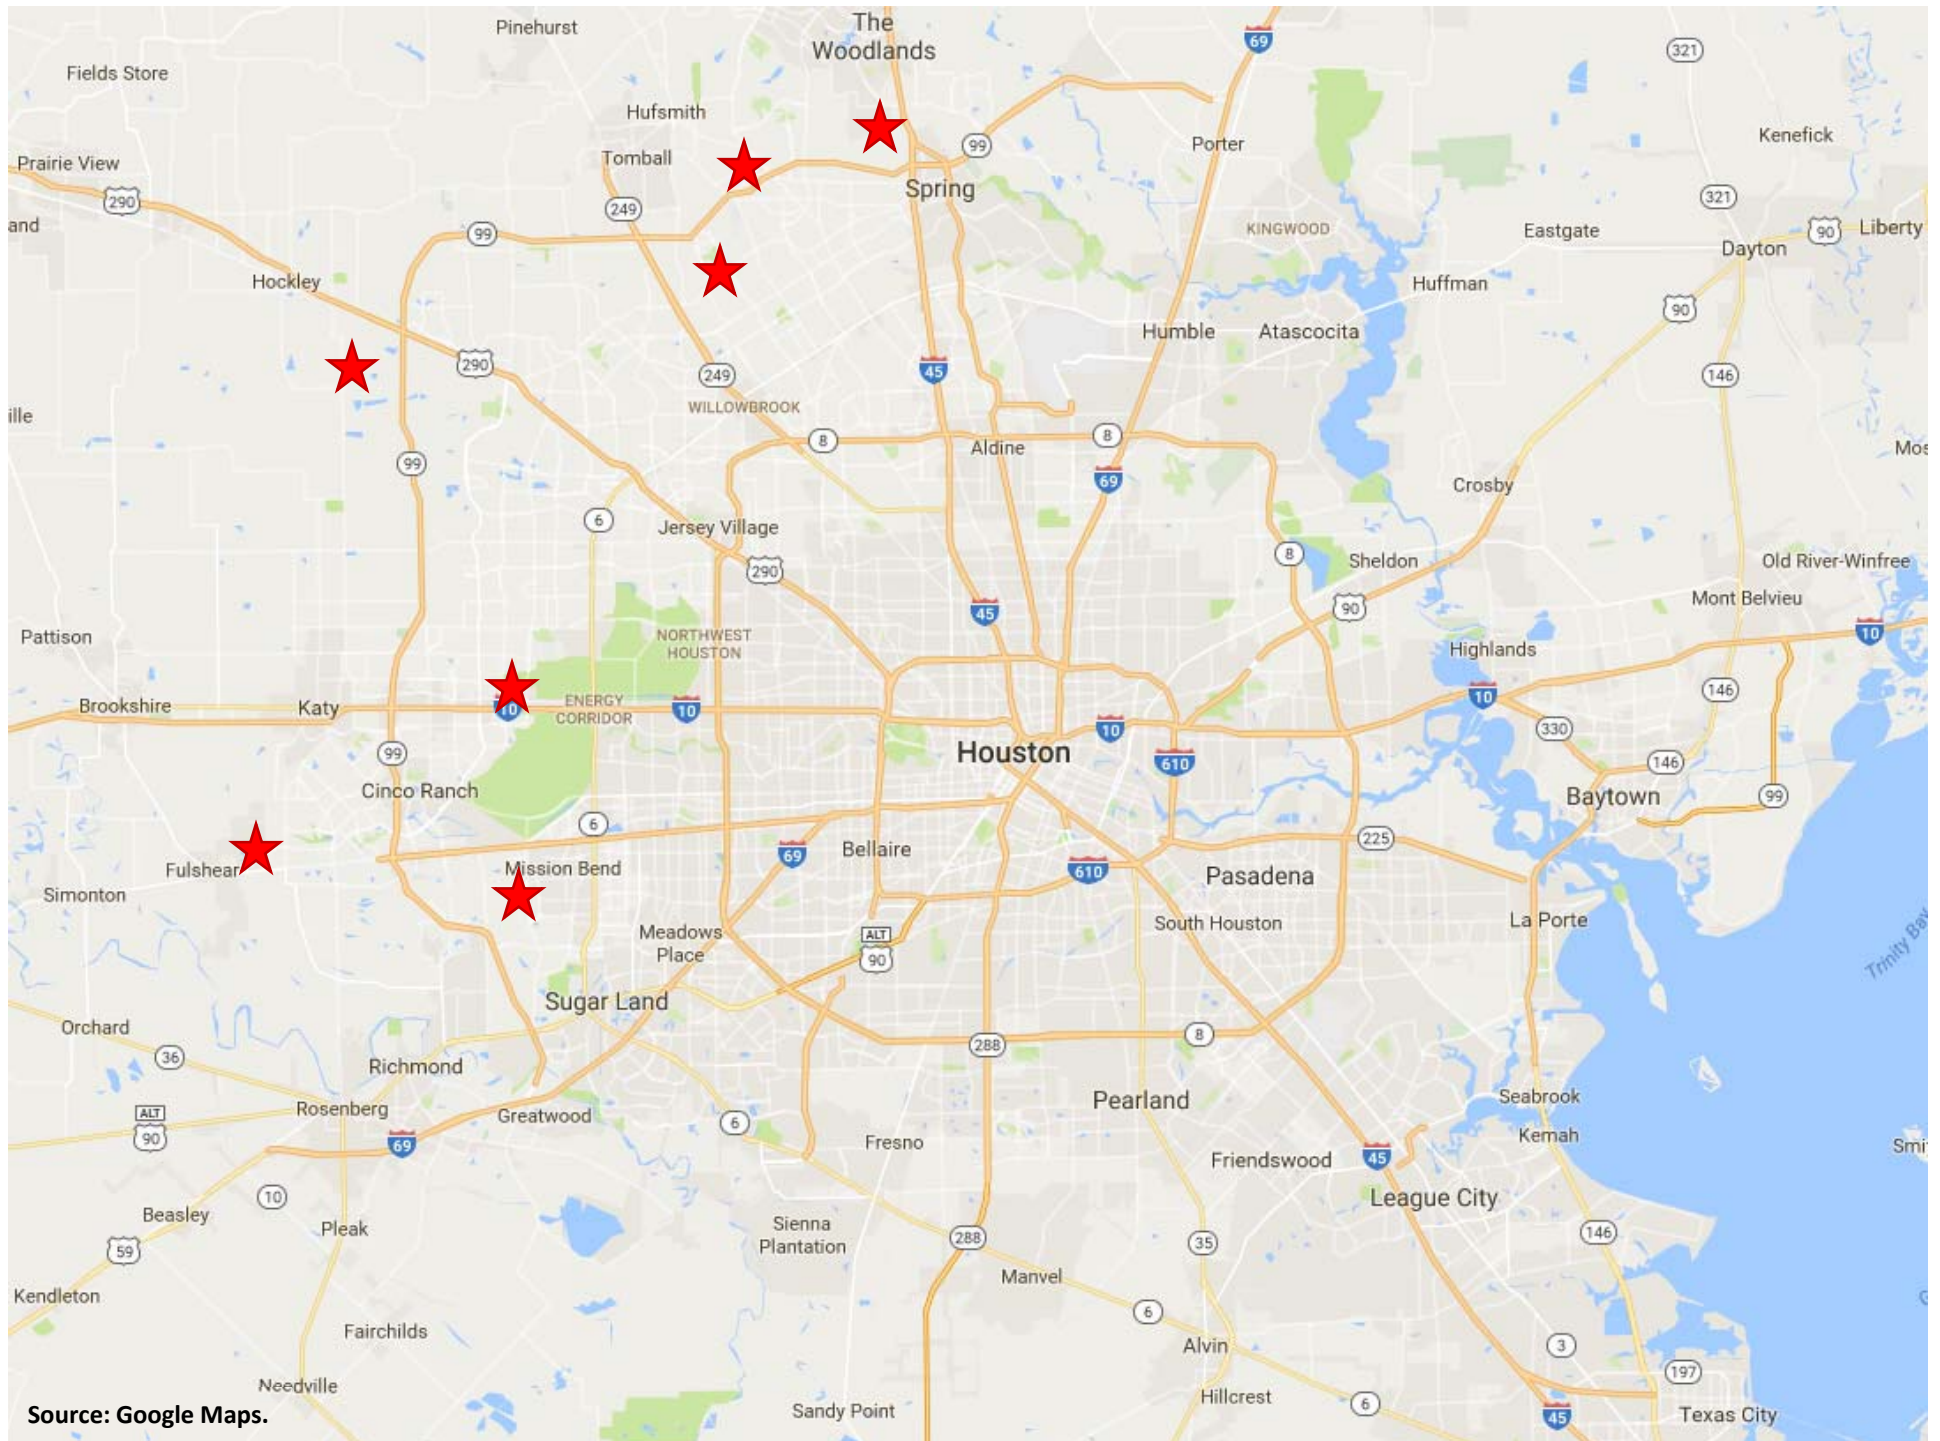 Pinehurst
The
Woodlands
69
321
Fields Store
Hufsmith
Kenefick
Tomball
99
Porter
Prairie View
290
249
Spring
321
and
99
KINGWOOD
Eastgate
90
Liberty
Dayton
Hockley
Huffman
90
Humble
Atascocita
290
249
45
146
WILLOWBROOK
ille
8
Aldine
8
Mos
99
69
Crosby
6
Jersey Village
8
Sheldon
Old River-Winfree
290
Mont Belvieu
45
90
10
Pattison
NORTHWEST
HOUSTON
Highlands
Brookshire
Katy
10
ENERGY
CORRIDOR
10
10
10
146
330
99
Houston
610
146
Cinco Ranch
Baytown
99
6
225
69
Bellaire
Fulshear
Mission Bend
610
Pasadena
Simonton
South Houston
La Porte
Meadows
Place
ALT
90
Trinity Bay
Sugar Land
Orchard
36
288
8
Richmond
Pearland
Seabrook
Rosenberg
ALT
90
Greatwood
6
69
Fresno
Kemah
Smi
Friendswood
45
10
League City
Beasley
Pleak
Sienna
Plantation
59
288
35
146
Manvel
Kendleton
6
Fairchilds
Alvin
3
197
Needville
Hillcrest
6
Source: Google Maps.
Sandy Point
45
Texas City